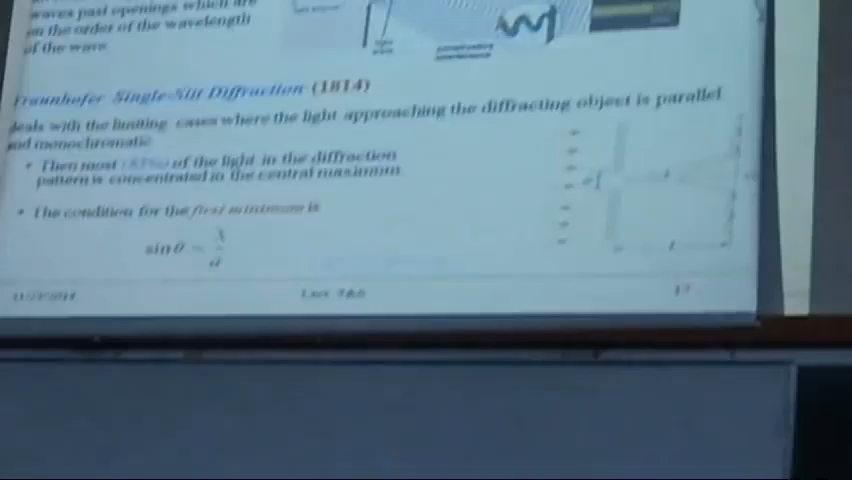 waves past openings which are
on the order of the wavelength
of the wave
Fraunhofer Single-Slit Diffraction (1814)
deals with the limiting cases where the light approaching the diffracting object is parallel
and monochromatic
• Then most of the light in the diffraction
pattern is concentrated in the central maximum
• The condition for the first minimum is
sin θ = λ
a
17